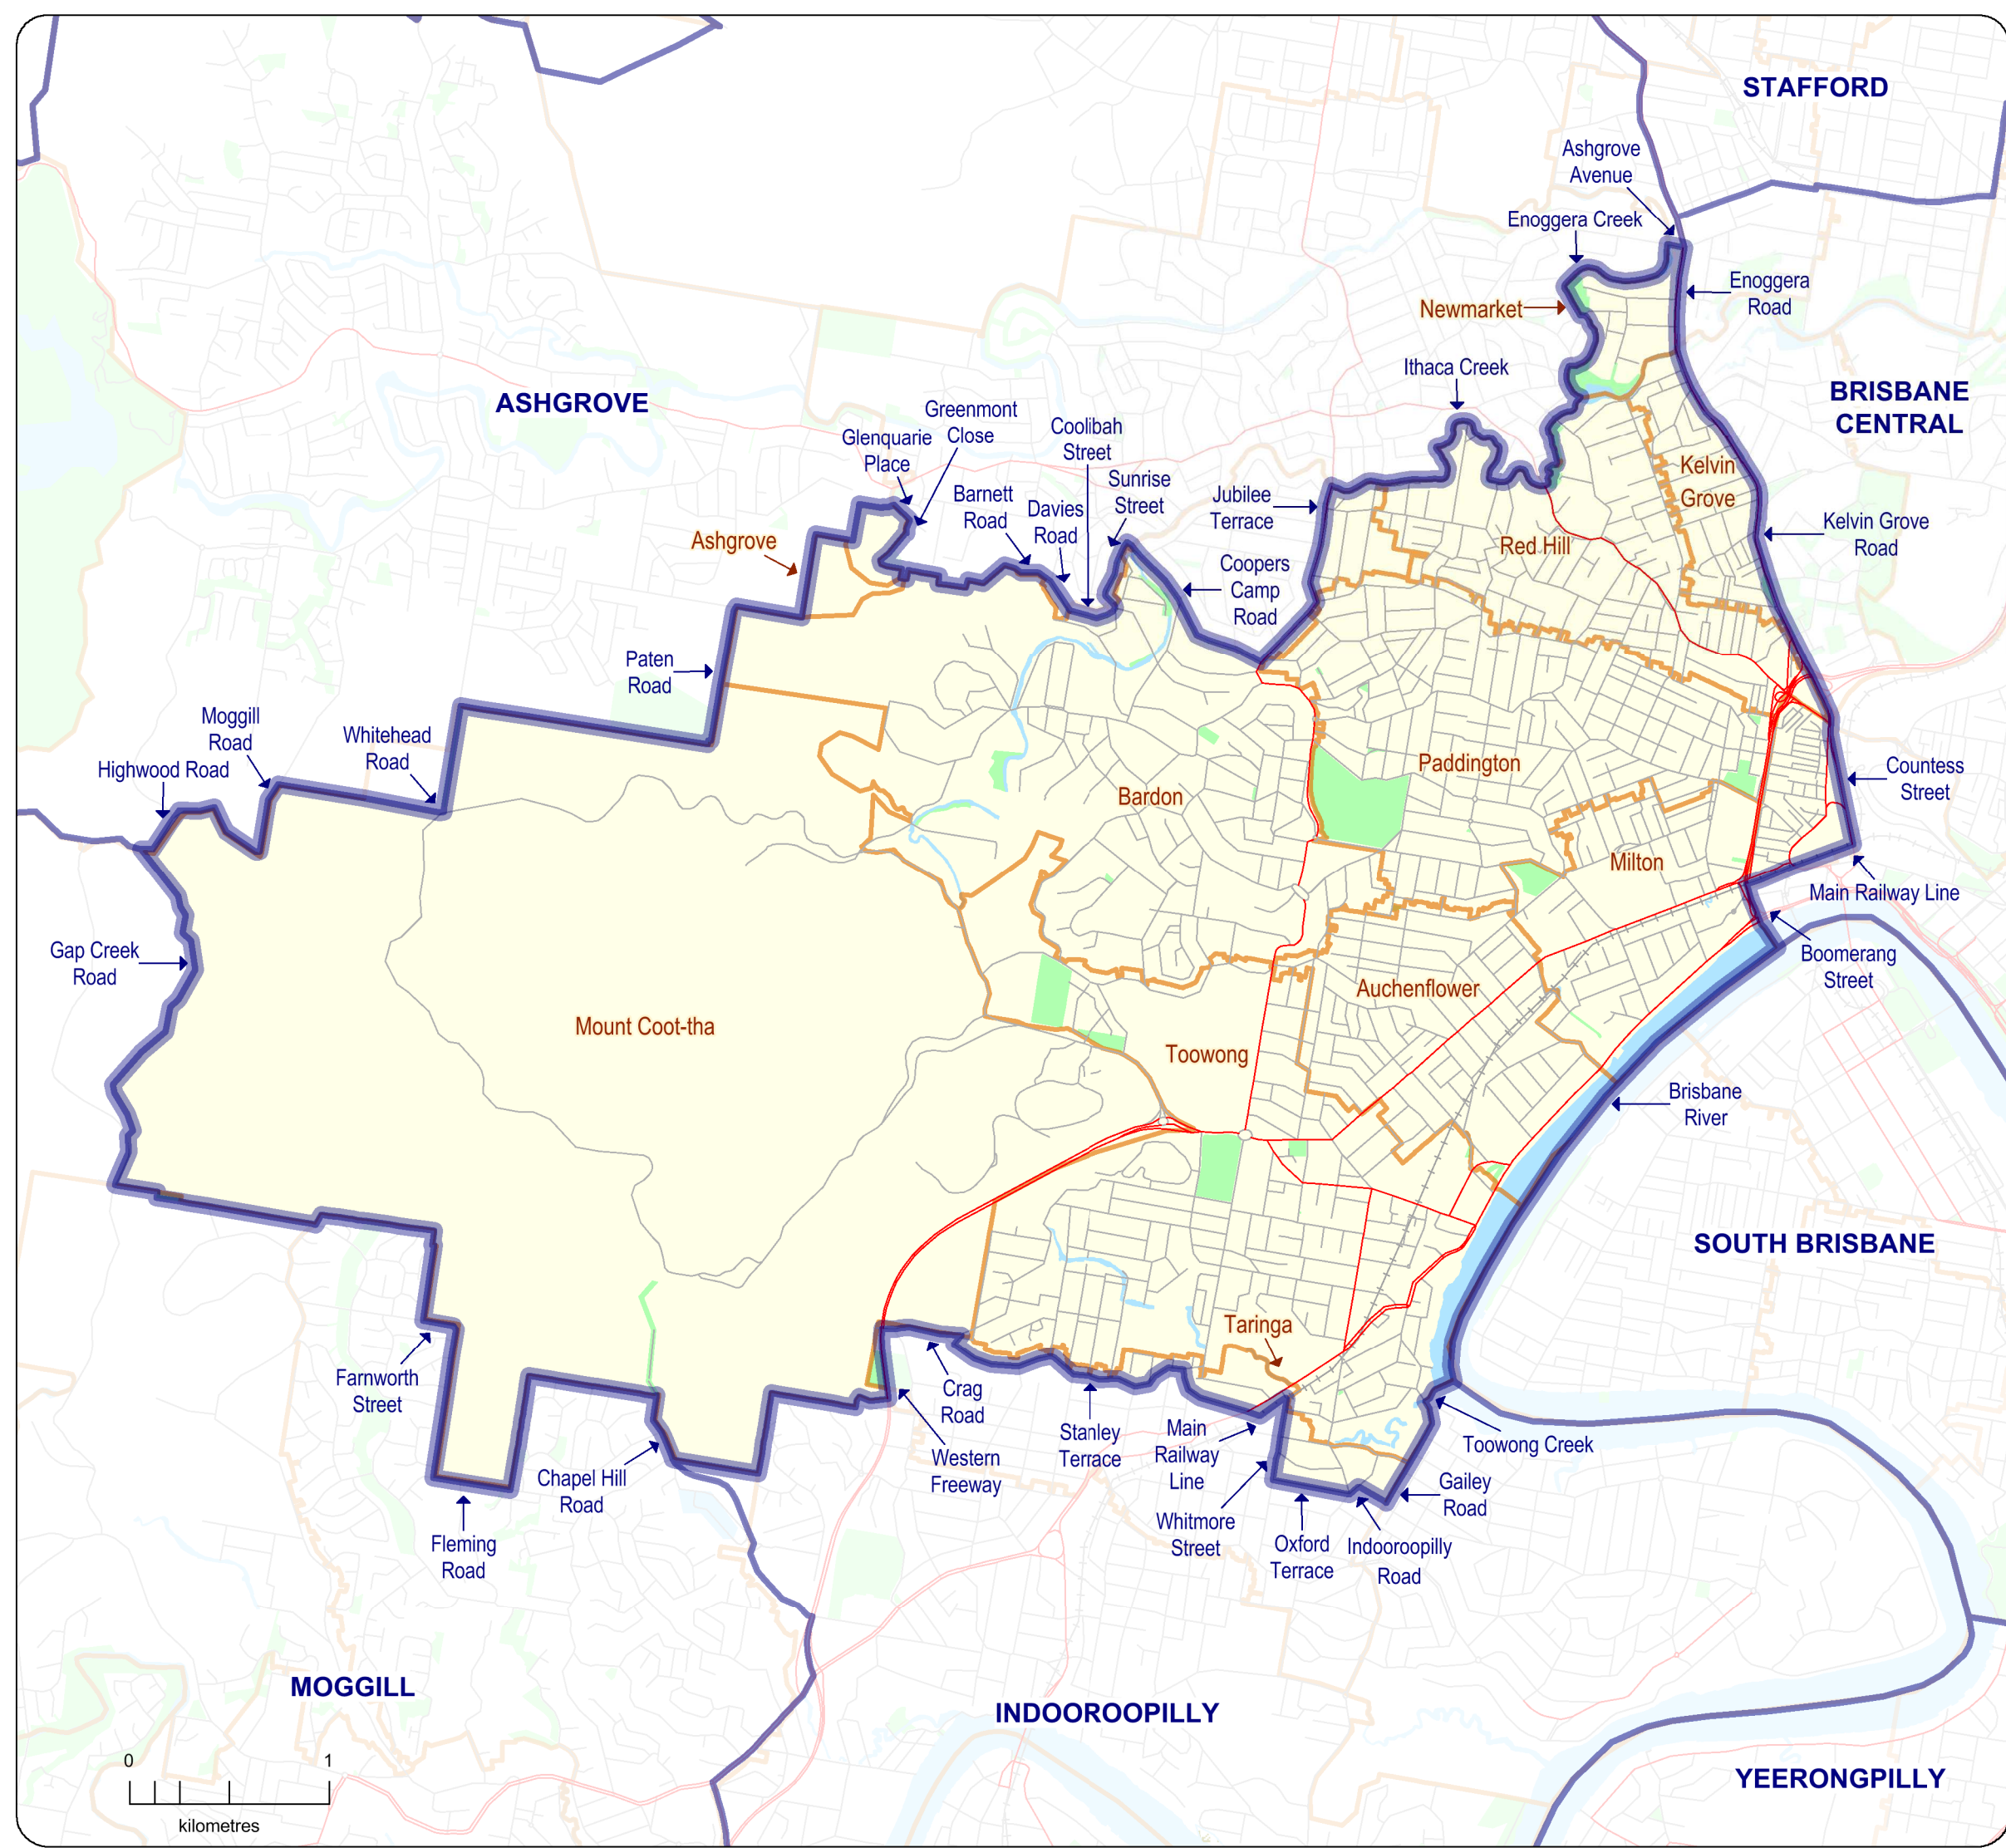 STAFFORD
Ashgrove
Avenue
Enoggera Creek
Enoggera
Road
Newmarket
Ithaca Creek
BRISBANE
CENTRAL
ASHGROVE
Greenmont
Close
Glenquarie
Place
Coolibah
Street
Sunrise
Street
Barnett
Road
Davies
Road
Jubilee
Terrace
Kelvin
Grove
Kelvin Grove
Road
Red Hill
Ashgrove
Coopers
Camp
Road
Paten
Road
Moggill
Road
Whitehead
Road
Highwood Road
Paddington
Bardon
Countess
Street
Milton
Main Railway Line
Gap Creek
Road
Boomerang
Street
Auchenflower
Mount Coot-tha
Toowong
Brisbane
River
SOUTH BRISBANE
Taringa
Farnworth
Street
Crag
Road
Stanley
Terrace
Main
Railway
Line
Toowong Creek
Western
Freeway
Chapel Hill
Road
Gailey
Road
Whitmore
Street
Fleming
Road
Oxford
Terrace
Indooroopilly
Road
MOGGILL
INDOOROOPILLY
YEERONGPILLY
0 1
kilometres